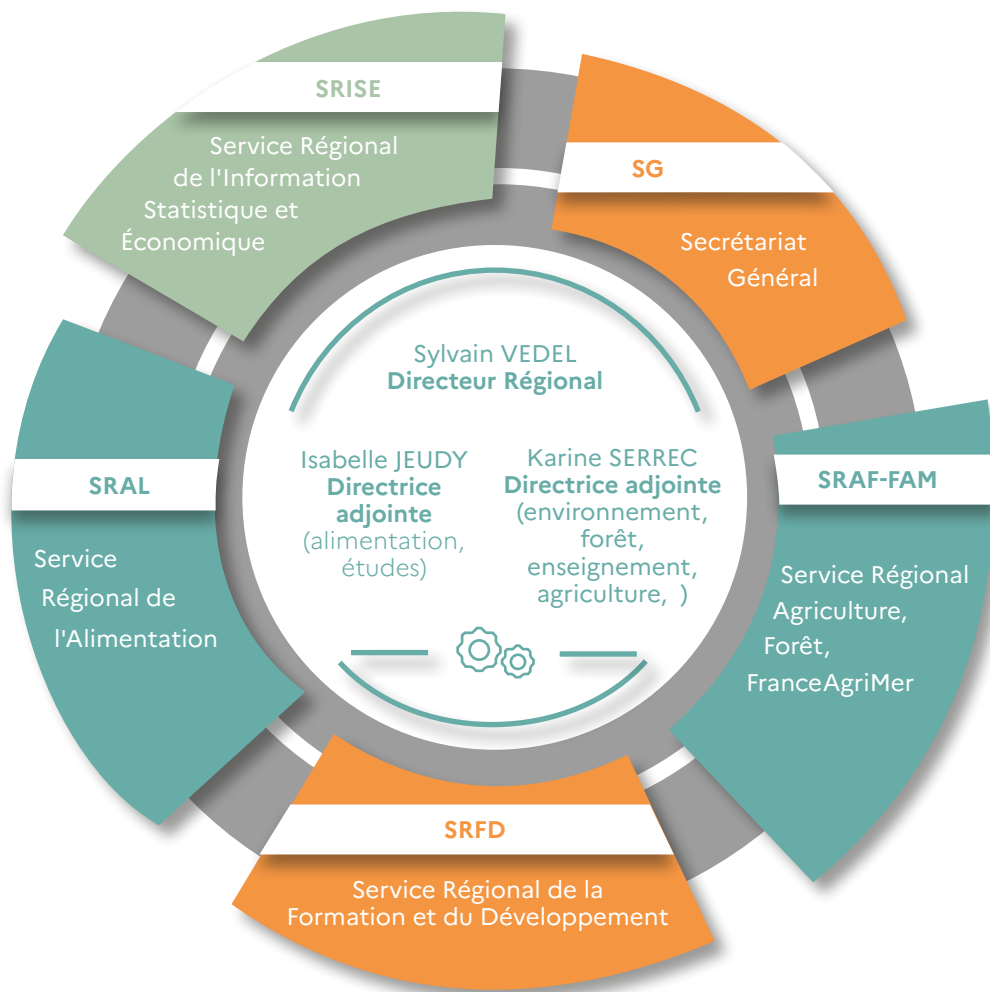 SRISE
Service Régional
de l'Information
Statistique et
Économique
SG
Secrétariat
Général
Sylvain VEDEL
Directeur Régional
Isabelle JEUDY
Directrice
adjointe
(alimentation,
études)
Karine SERREC
Directrice adjointe
(environnement,
forêt,
enseignement,
agriculture,  )
SRAL
Service
Régional de
l'Alimentation
SRAF-FAM
Service Régional
Agriculture,
Forêt,
FranceAgriMer
SRFD
Service Régional de la
Formation et du Développement